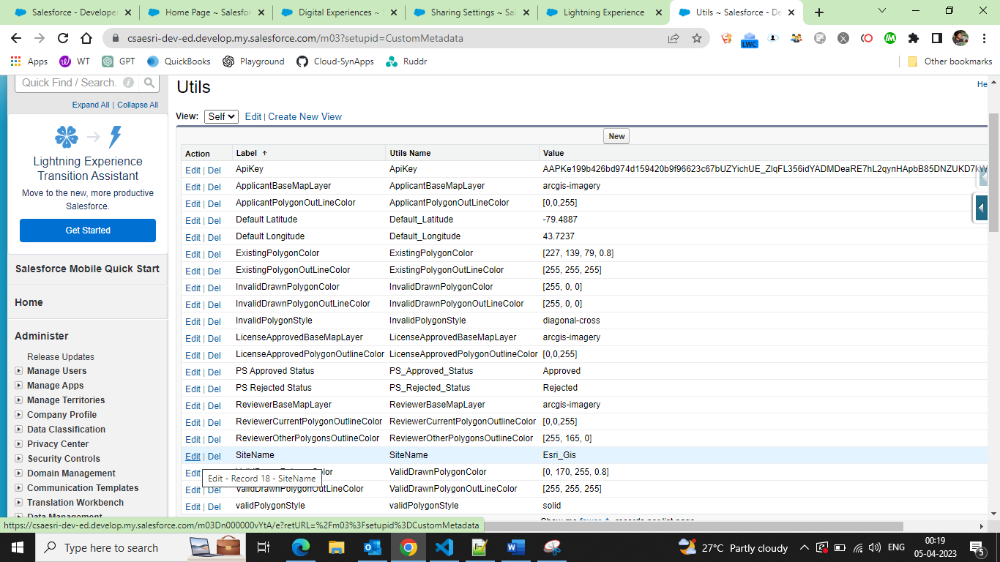 Salesforce - Developer
Home Page ~ Salesfor
Digital Experiences ~
Sharing Settings ~ Sal
Lightning Experience
Utils ~ Salesforce - De
csaesri-dev-ed.develop.my.salesforce.com/m03?setupid=CustomMetadata
LWC
Apps
WT
GPT
QuickBooks
Playground
Cloud-SynApps
Ruddr
Other bookmarks
Quick Find / Search.
Expand All | Collapse All
Lightning Experience
Transition Assistant
Move to the new, more productive
Salesforce.
Get Started
Salesforce Mobile Quick Start
Home
Administer
Release Updates
Manage Users
Manage Apps
Manage Territories
Company Profile
Data Classification
Privacy Center
Security Controls
Domain Management
Communication Templates
Translation Workbench
Data Management
Utils
He
View: Self Edit | Create New View
New
Action Label Utils Name Value
Edit | Del ApiKey ApiKey
Edit | Del ApplicantBaseMapLayer ApplicantBaseMapLayer arcgis-imagery
Edit | Del ApplicantPolygonOutLineColor ApplicantPolygonOutLineColor [0,0,255]
Edit | Del Default Latitude Default_Latitude -79.4887
Edit | Del Default Longitude Default_Longitude 43.7237
Edit | Del ExistingPolygonColor ExistingPolygonColor [227, 139, 79, 0.8]
Edit | Del ExistingPolygonOutLineColor ExistingPolygonOutLineColor [255, 255, 255]
Edit | Del InvalidDrawnPolygonColor InvalidDrawnPolygonColor [255, 0, 0]
Edit | Del InvalidDrawnPolygonOutLineColor InvalidDrawnPolygonOutLineColor [255, 0, 0]
Edit | Del InvalidPolygonStyle InvalidPolygonStyle diagonal-cross
Edit | Del LicenseApprovedBaseMapLayer LicenseApprovedBaseMapLayer arcgis-imagery
Edit | Del LicenseApprovedPolygonOutlineColor LicenseApprovedPolygonOutlineColor [0,0,255]
Edit | Del PS Approved Status PS_Approved_Status Approved
Edit | Del PS Rejected Status PS_Rejected_Status Rejected
Edit | Del ReviewerBaseMapLayer ReviewerBaseMapLayer arcgis-imagery
Edit | Del ReviewerCurrentPolygonOutlineColor ReviewerCurrentPolygonOutlineColor [0,0,255]
Edit | Del ReviewerOtherPolygonsOutlineColor ReviewerOtherPolygonsOutlineColor [255, 165, 0]
Edit | Del SiteName SiteName Esri_Gis
Edit ValidDrawnPolygonColor [0, 170, 255, 0.8]
Edit - Record 18 - SiteName
Edit | Del ValidDrawnPolygonOutLineColor ValidDrawnPolygonOutLineColor [255, 255, 255]
Edit | Del validPolygonStyle validPolygonStyle solid
Show me fewer records per list page
https://csaesri-dev-ed.develop.my.salesforce.com/m03Dn000000vYtA/e?retURL=%2Fm03%3Fsetupid%3DCustomMetadata
Type here to search
27°C Partly cloudy
ENG
00:19
05-04-2023
5